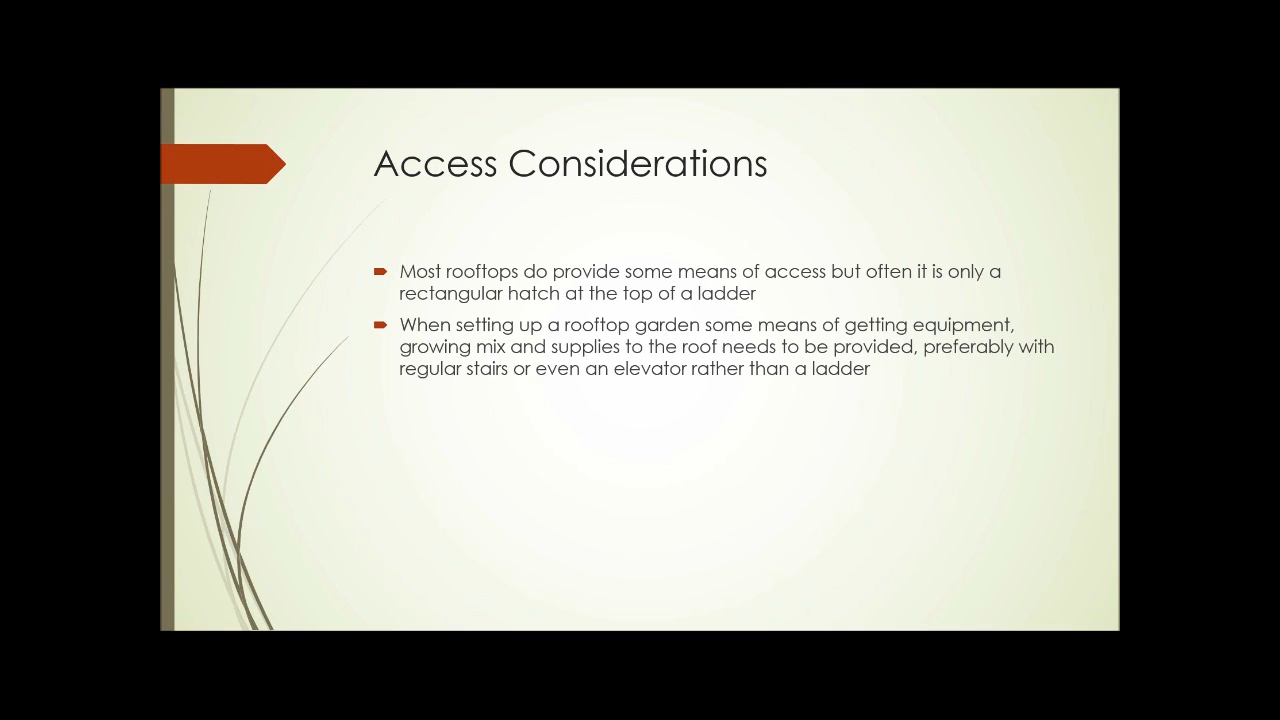 Access Considerations
Most rooftops do provide some means of access but often it is only a
rectangular hatch at the top of a ladder
When setting up a rooftop garden some means of getting equipment,
growing mix and supplies to the roof needs to be provided, preferably with
regular stairs or even an elevator rather than a ladder